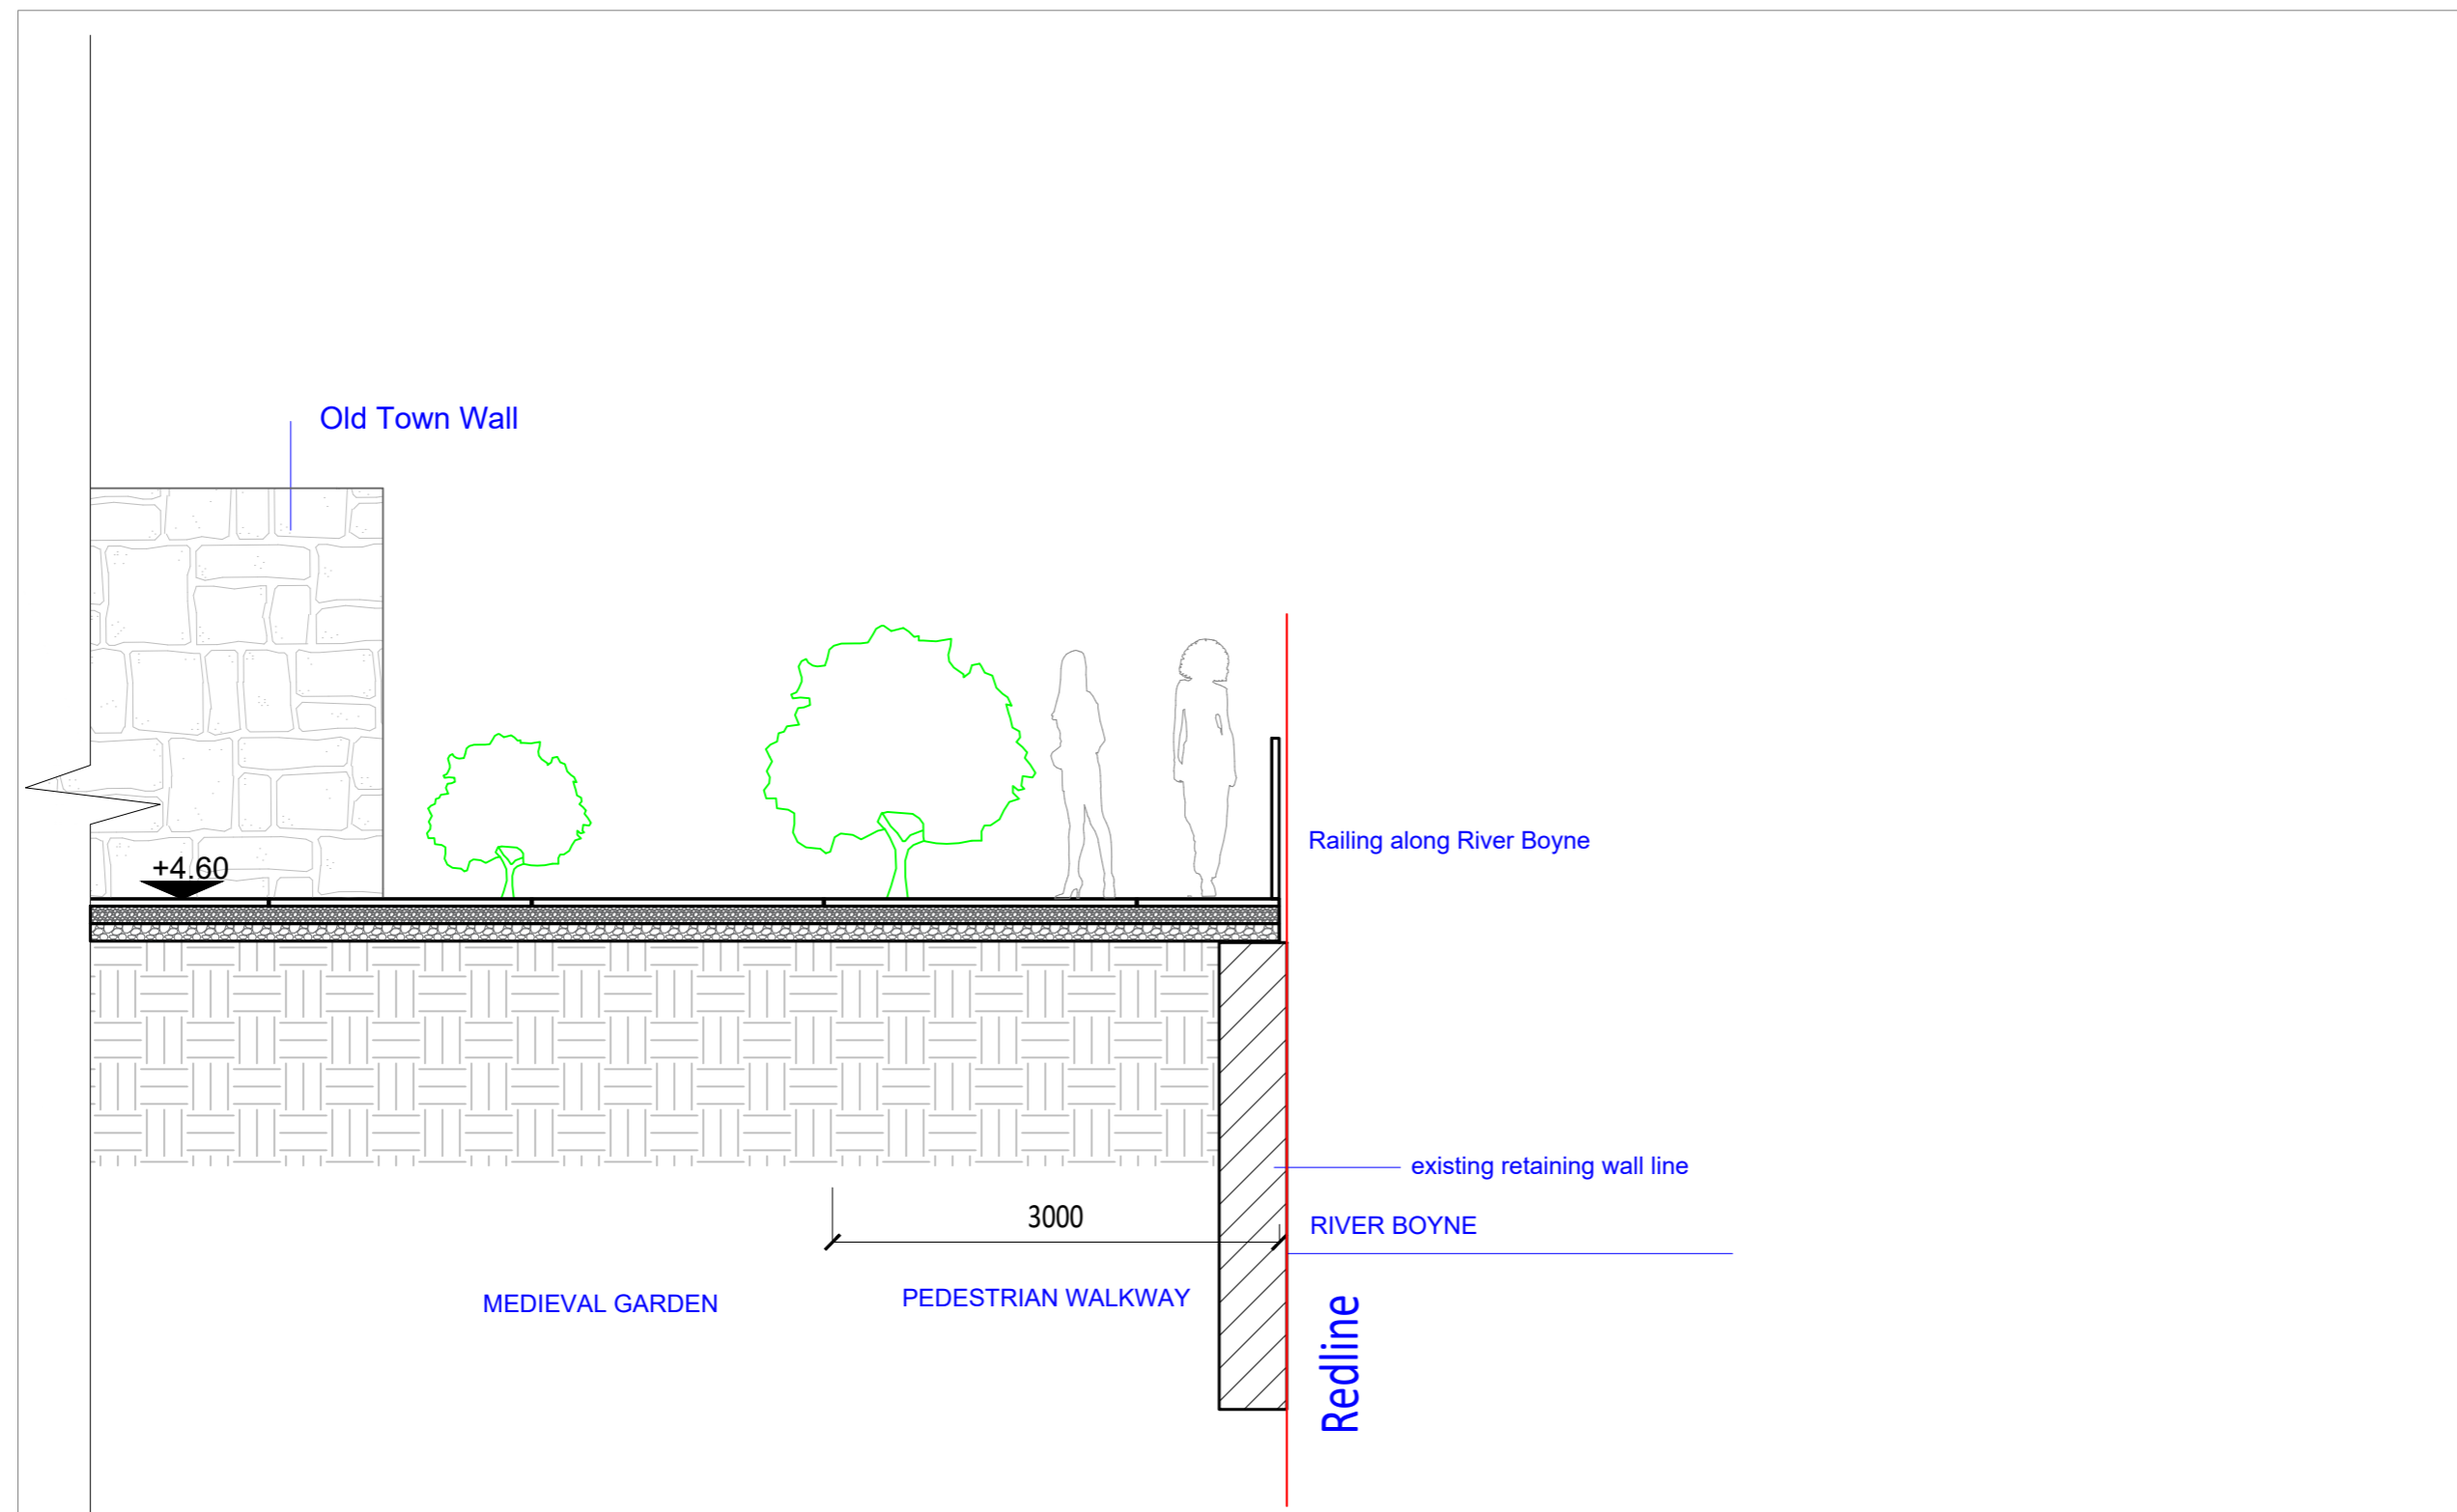 Old Town Wall
+4.60
Railing along River Boyne
existing retaining wall line
3000
RIVER BOYNE
MEDIEVAL GARDEN
PEDESTRIAN WALKWAY
Redline